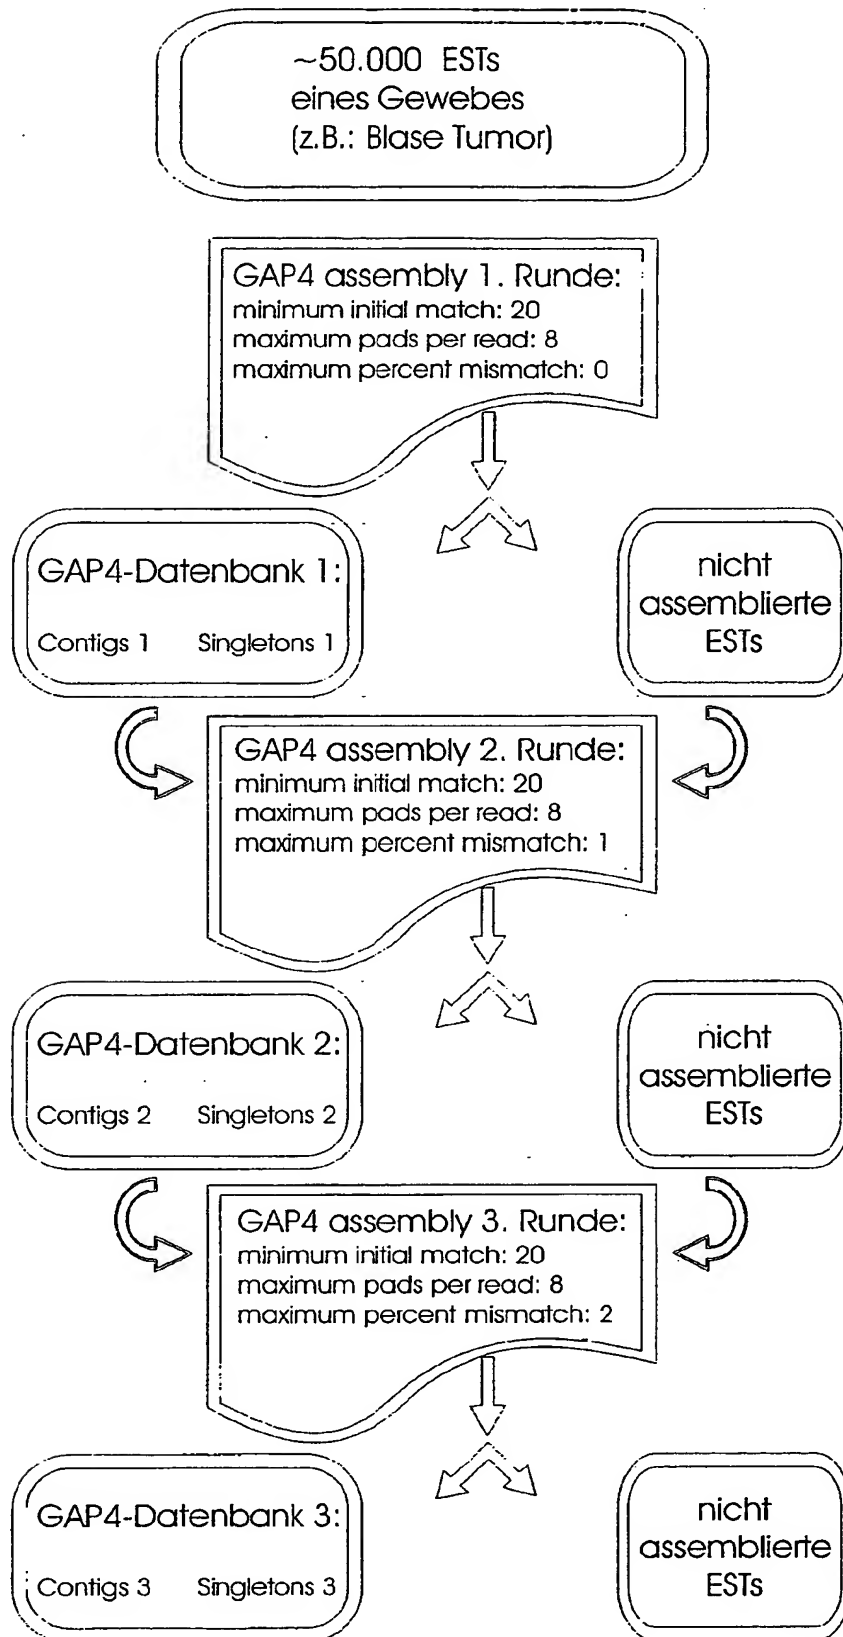 ~50.000 ESTs
eines Gewebes
(z.B.: Blase Tumor)
GAP4 assembly 1. Runde:
minimum initial match: 20
maximum pads per read: 8
maximum percent mismatch: 0
GAP4-Datenbank 1:
Contigs 1 Singletons 1
nicht
assemblierte
ESTs
GAP4 assembly 2. Runde:
minimum initial match: 20
maximum pads per read: 8
maximum percent mismatch: 1
GAP4-Datenbank 2:
Contigs 2 Singletons 2
nicht
assemblierte
ESTs
GAP4 assembly 3. Runde:
minimum initial match: 20
maximum pads per read: 8
maximum percent mismatch: 2
GAP4-Datenbank 3:
Contigs 3 Singletons 3
nicht
assemblierte
ESTs